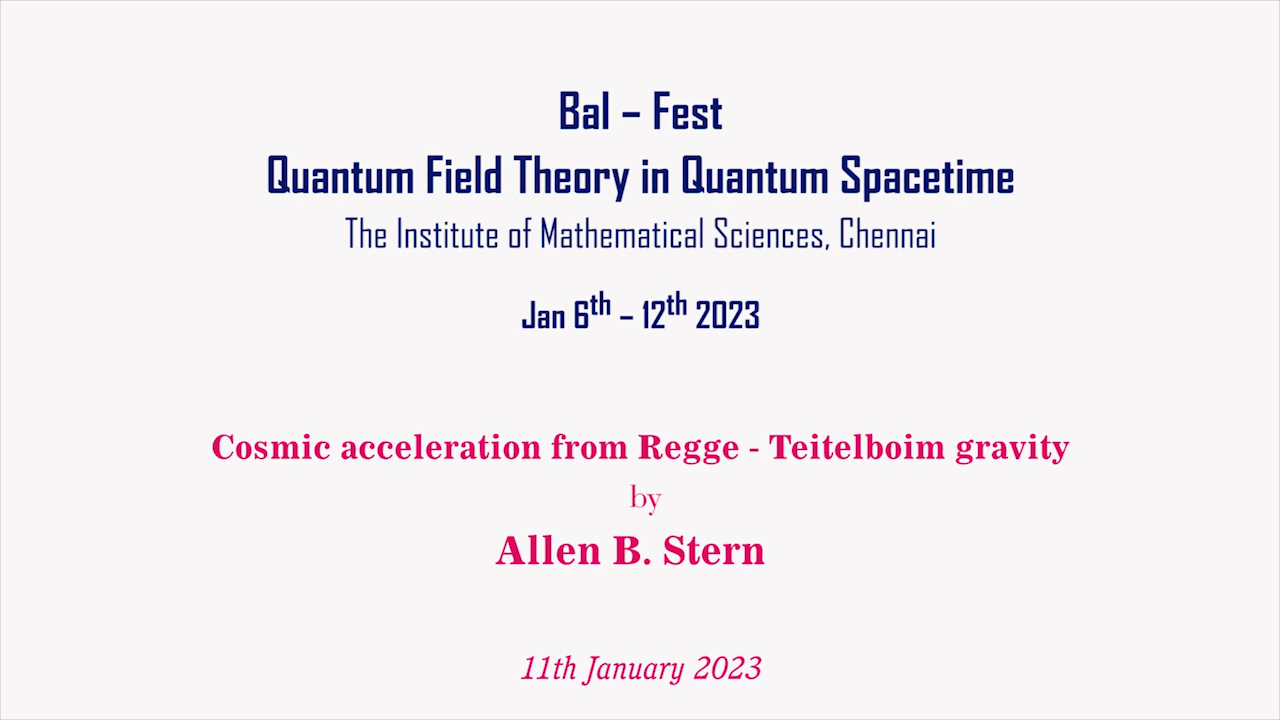 Bal – Fest
Quantum Field Theory in Quantum Spacetime
The Institute of Mathematical Sciences, Chennai
Jan 6th – 12th 2023
Cosmic acceleration from Regge - Teitelboim gravity
by
Allen B. Stern
11th January 2023